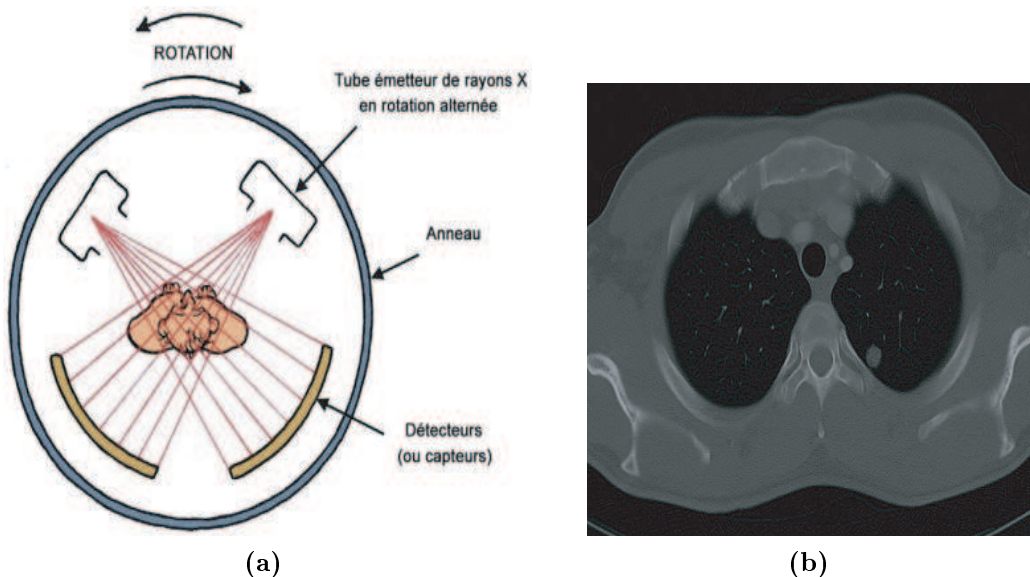 ROTATION
Tube émetteur de rayons X
en rotation alternée
Anneau
Détecteurs
(ou capteurs)
(a)
(b)